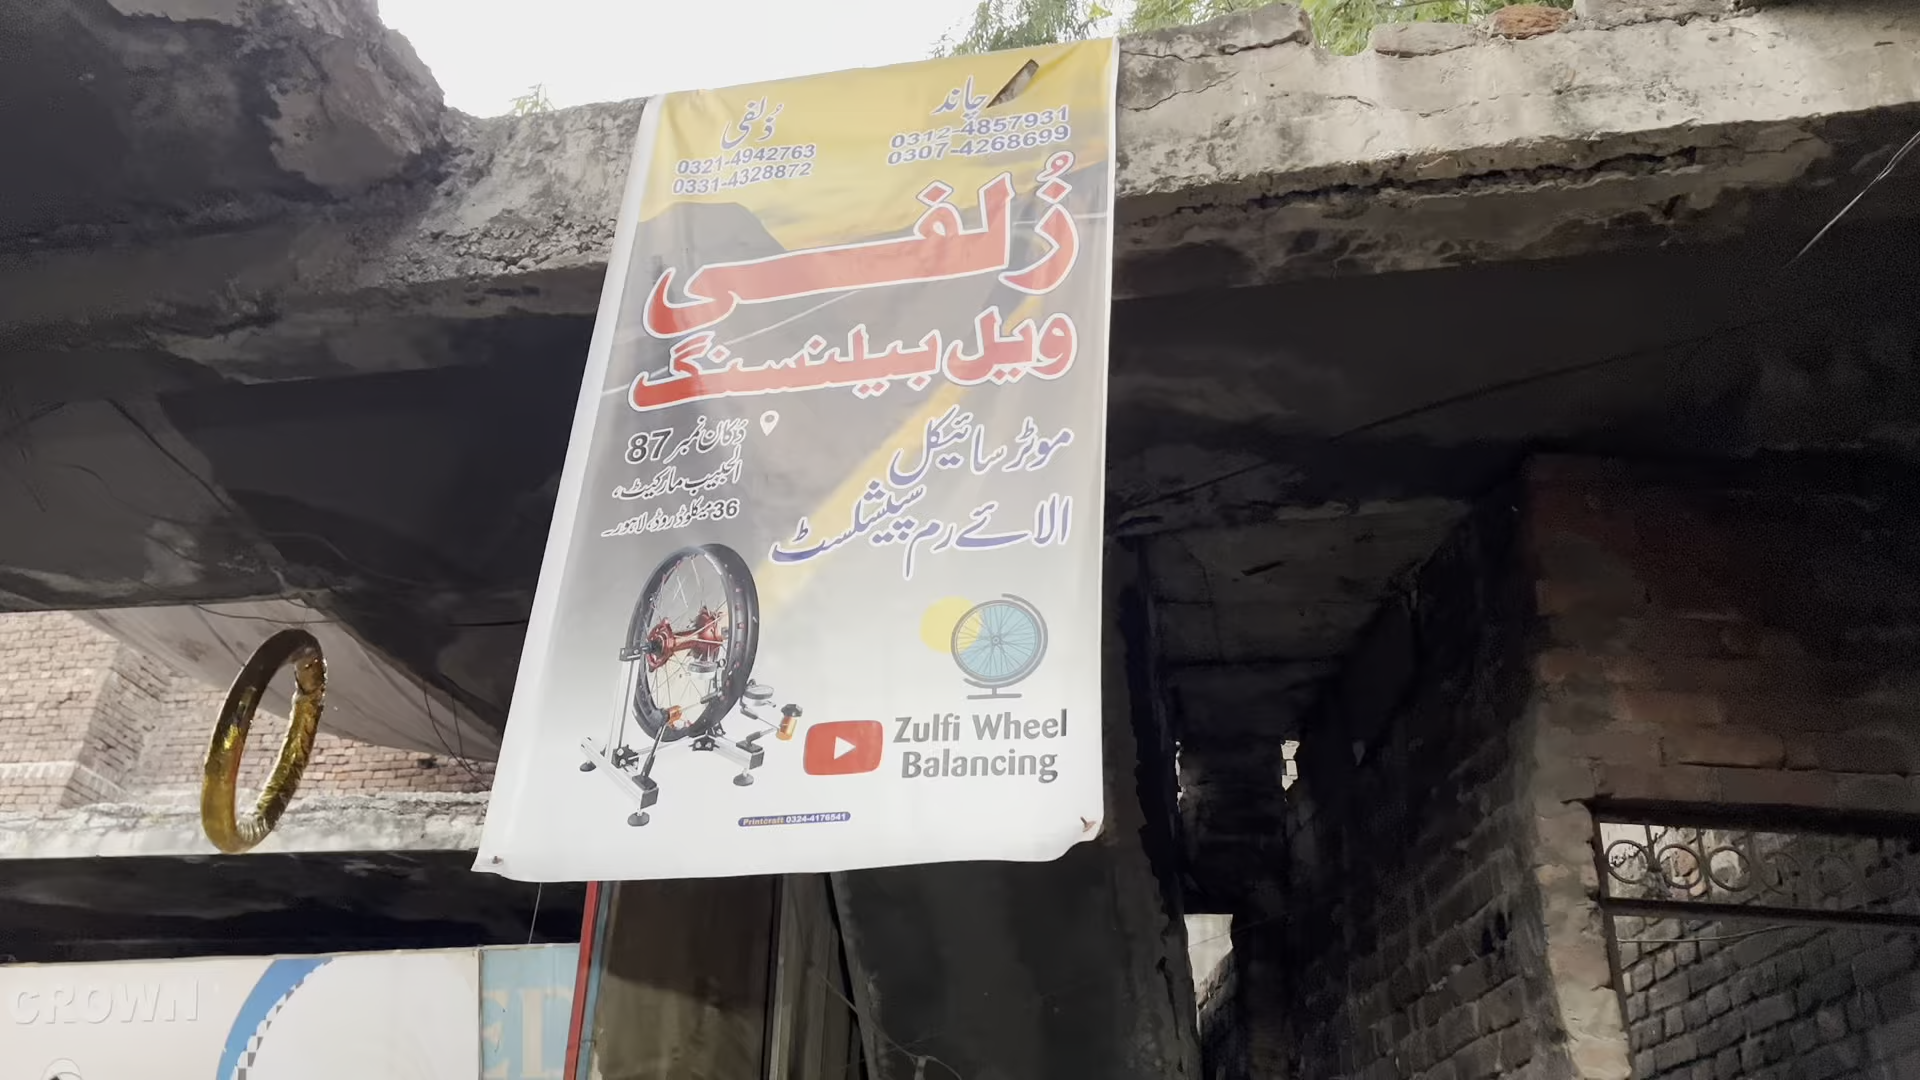 چاند
0312-4857931
0307-4268699
ذُلفی
0321-4942763
0331-4328872
زُلفی
ویل بیلنسنگ
موٹر سائیکل
الائے رم سپیشلسٹ
دُکان نمبر 87
الحبیب مارکیٹ،
36 میکلوڈ روڈ، لاہور۔
Zulfi Wheel
Balancing
Printcraft 0324-4176541
CROWN